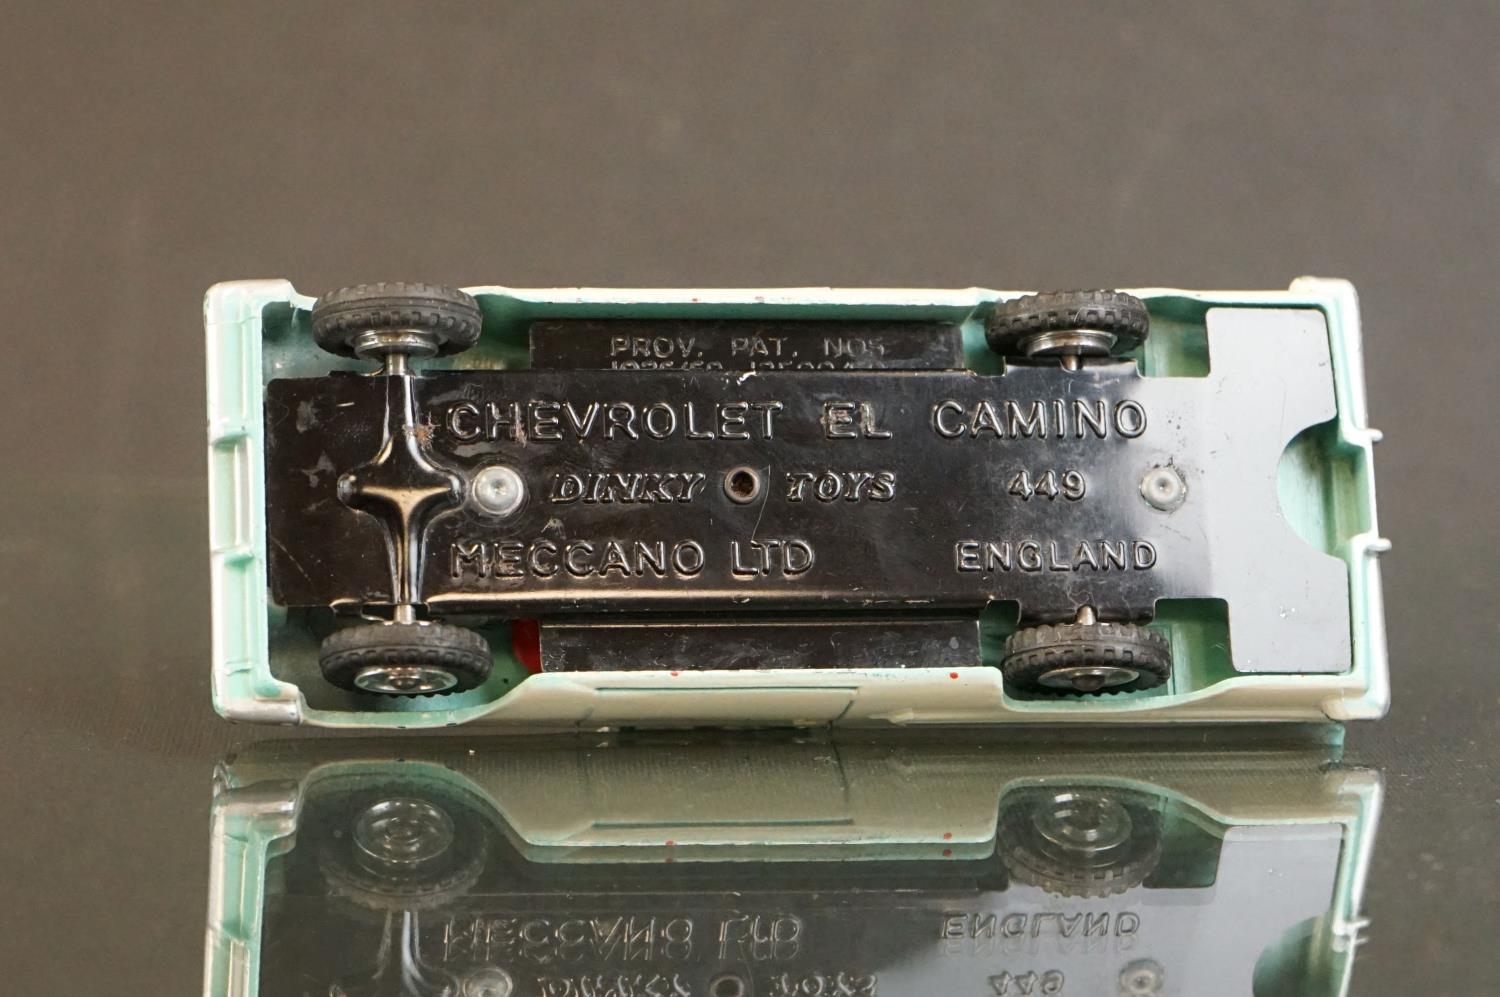 PROV. PAT. NOS
CHEVROLET EL CAMINO
DINKY TOYS 449
MECCANO LTD ENGLAND